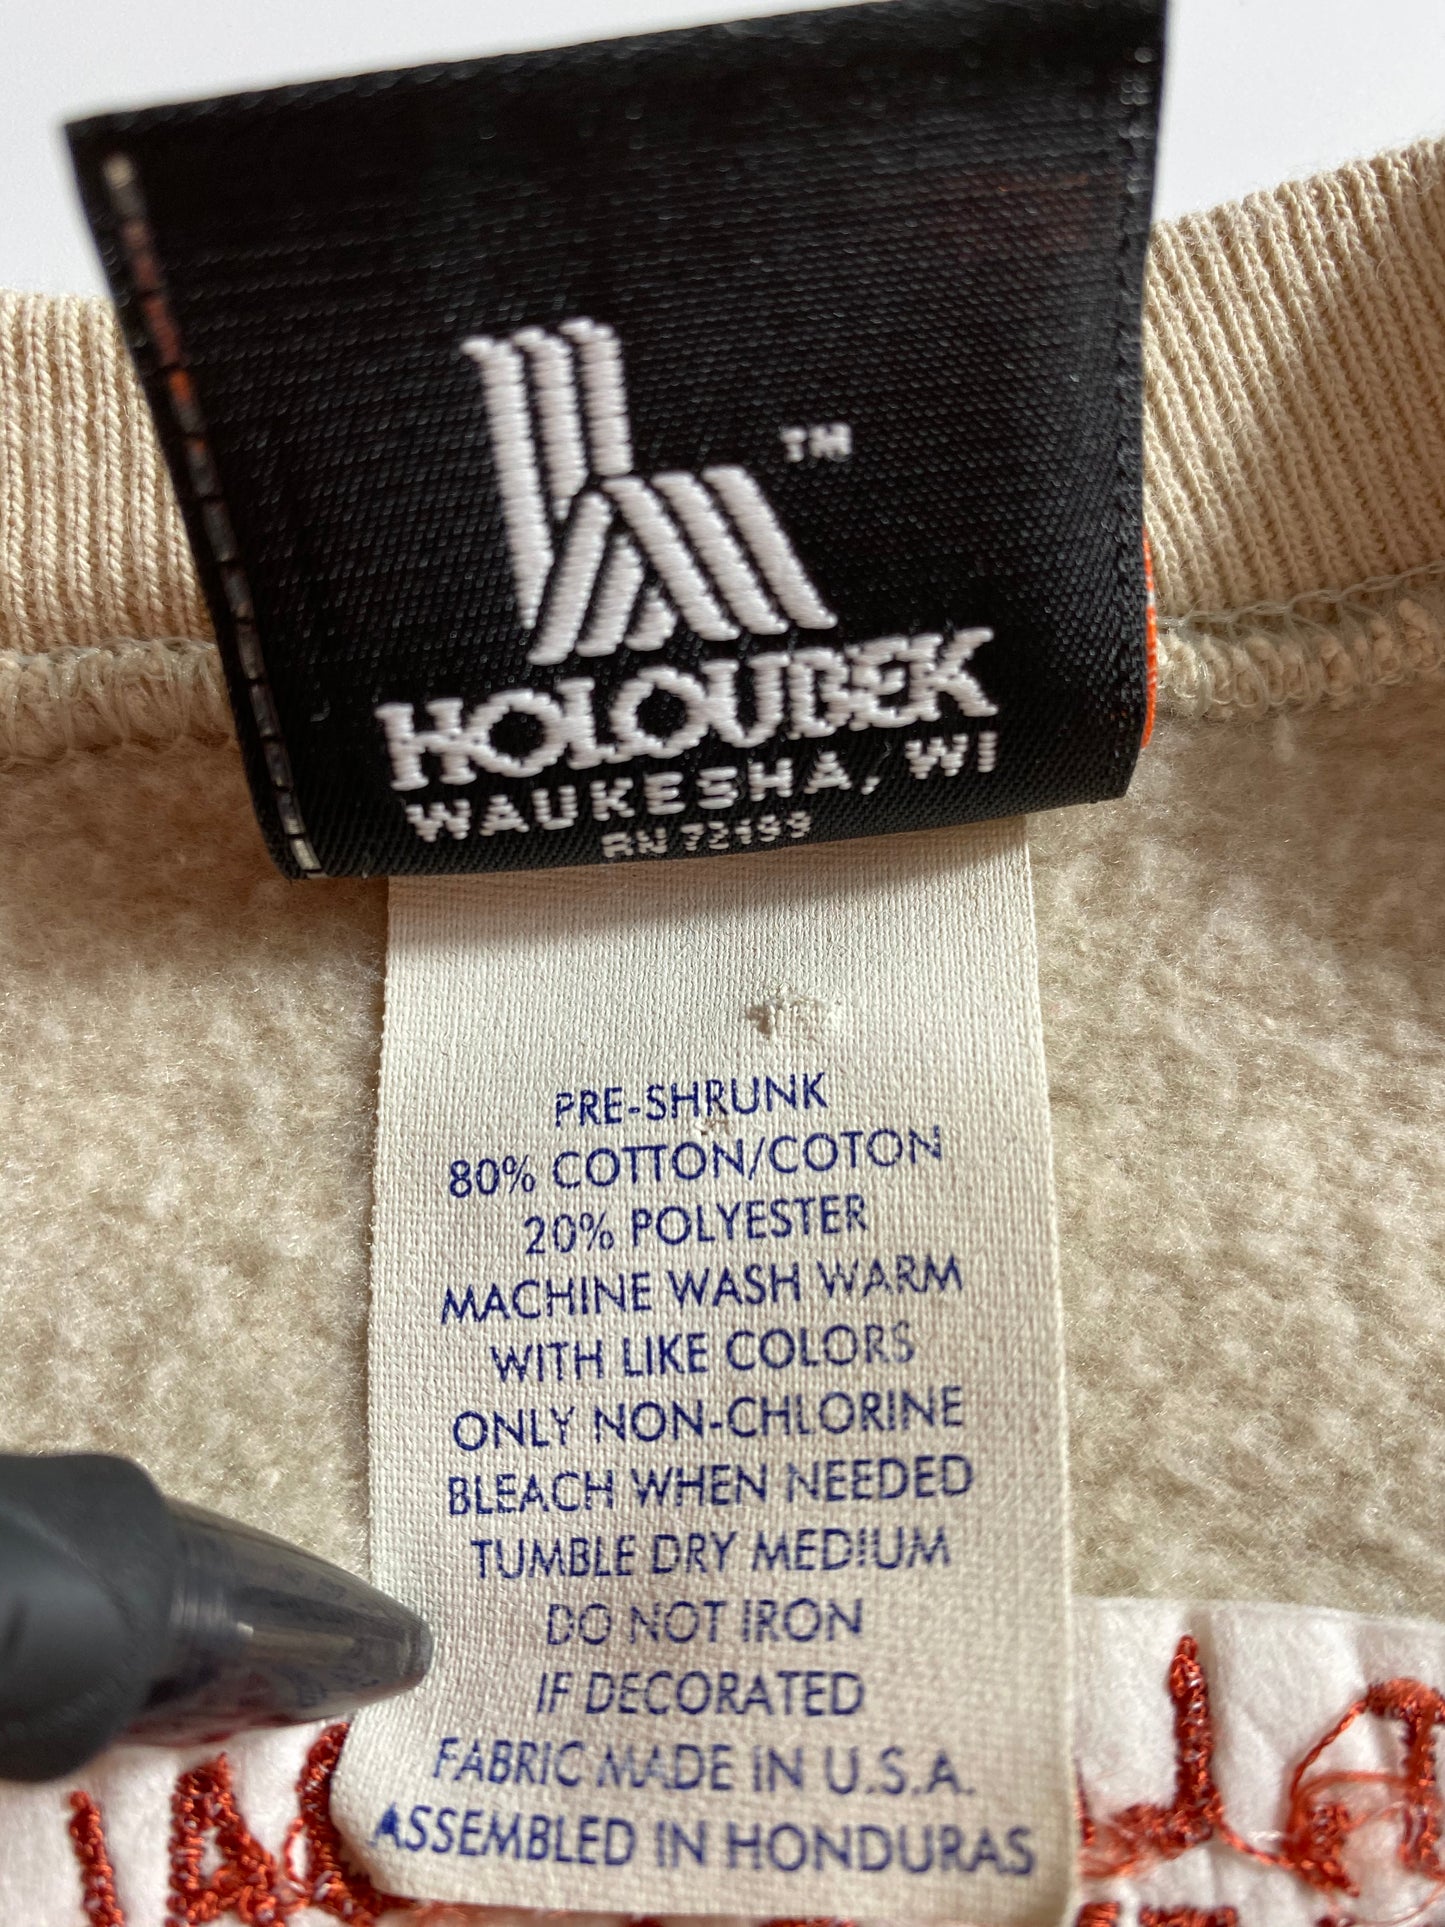 TM
HOLOUBEK
WAUKESHA, WI
RN 72199
PRE-SHRUNK
80% COTTON/COTON
20% POLYESTER
MACHINE WASH WARM
WITH LIKE COLORS
ONLY NON-CHLORINE
BLEACH WHEN NEEDED
TUMBLE DRY MEDIUM
DO NOT IRON
IF DECORATED
FABRIC MADE IN U.S.A.
ASSEMBLED IN HONDURAS